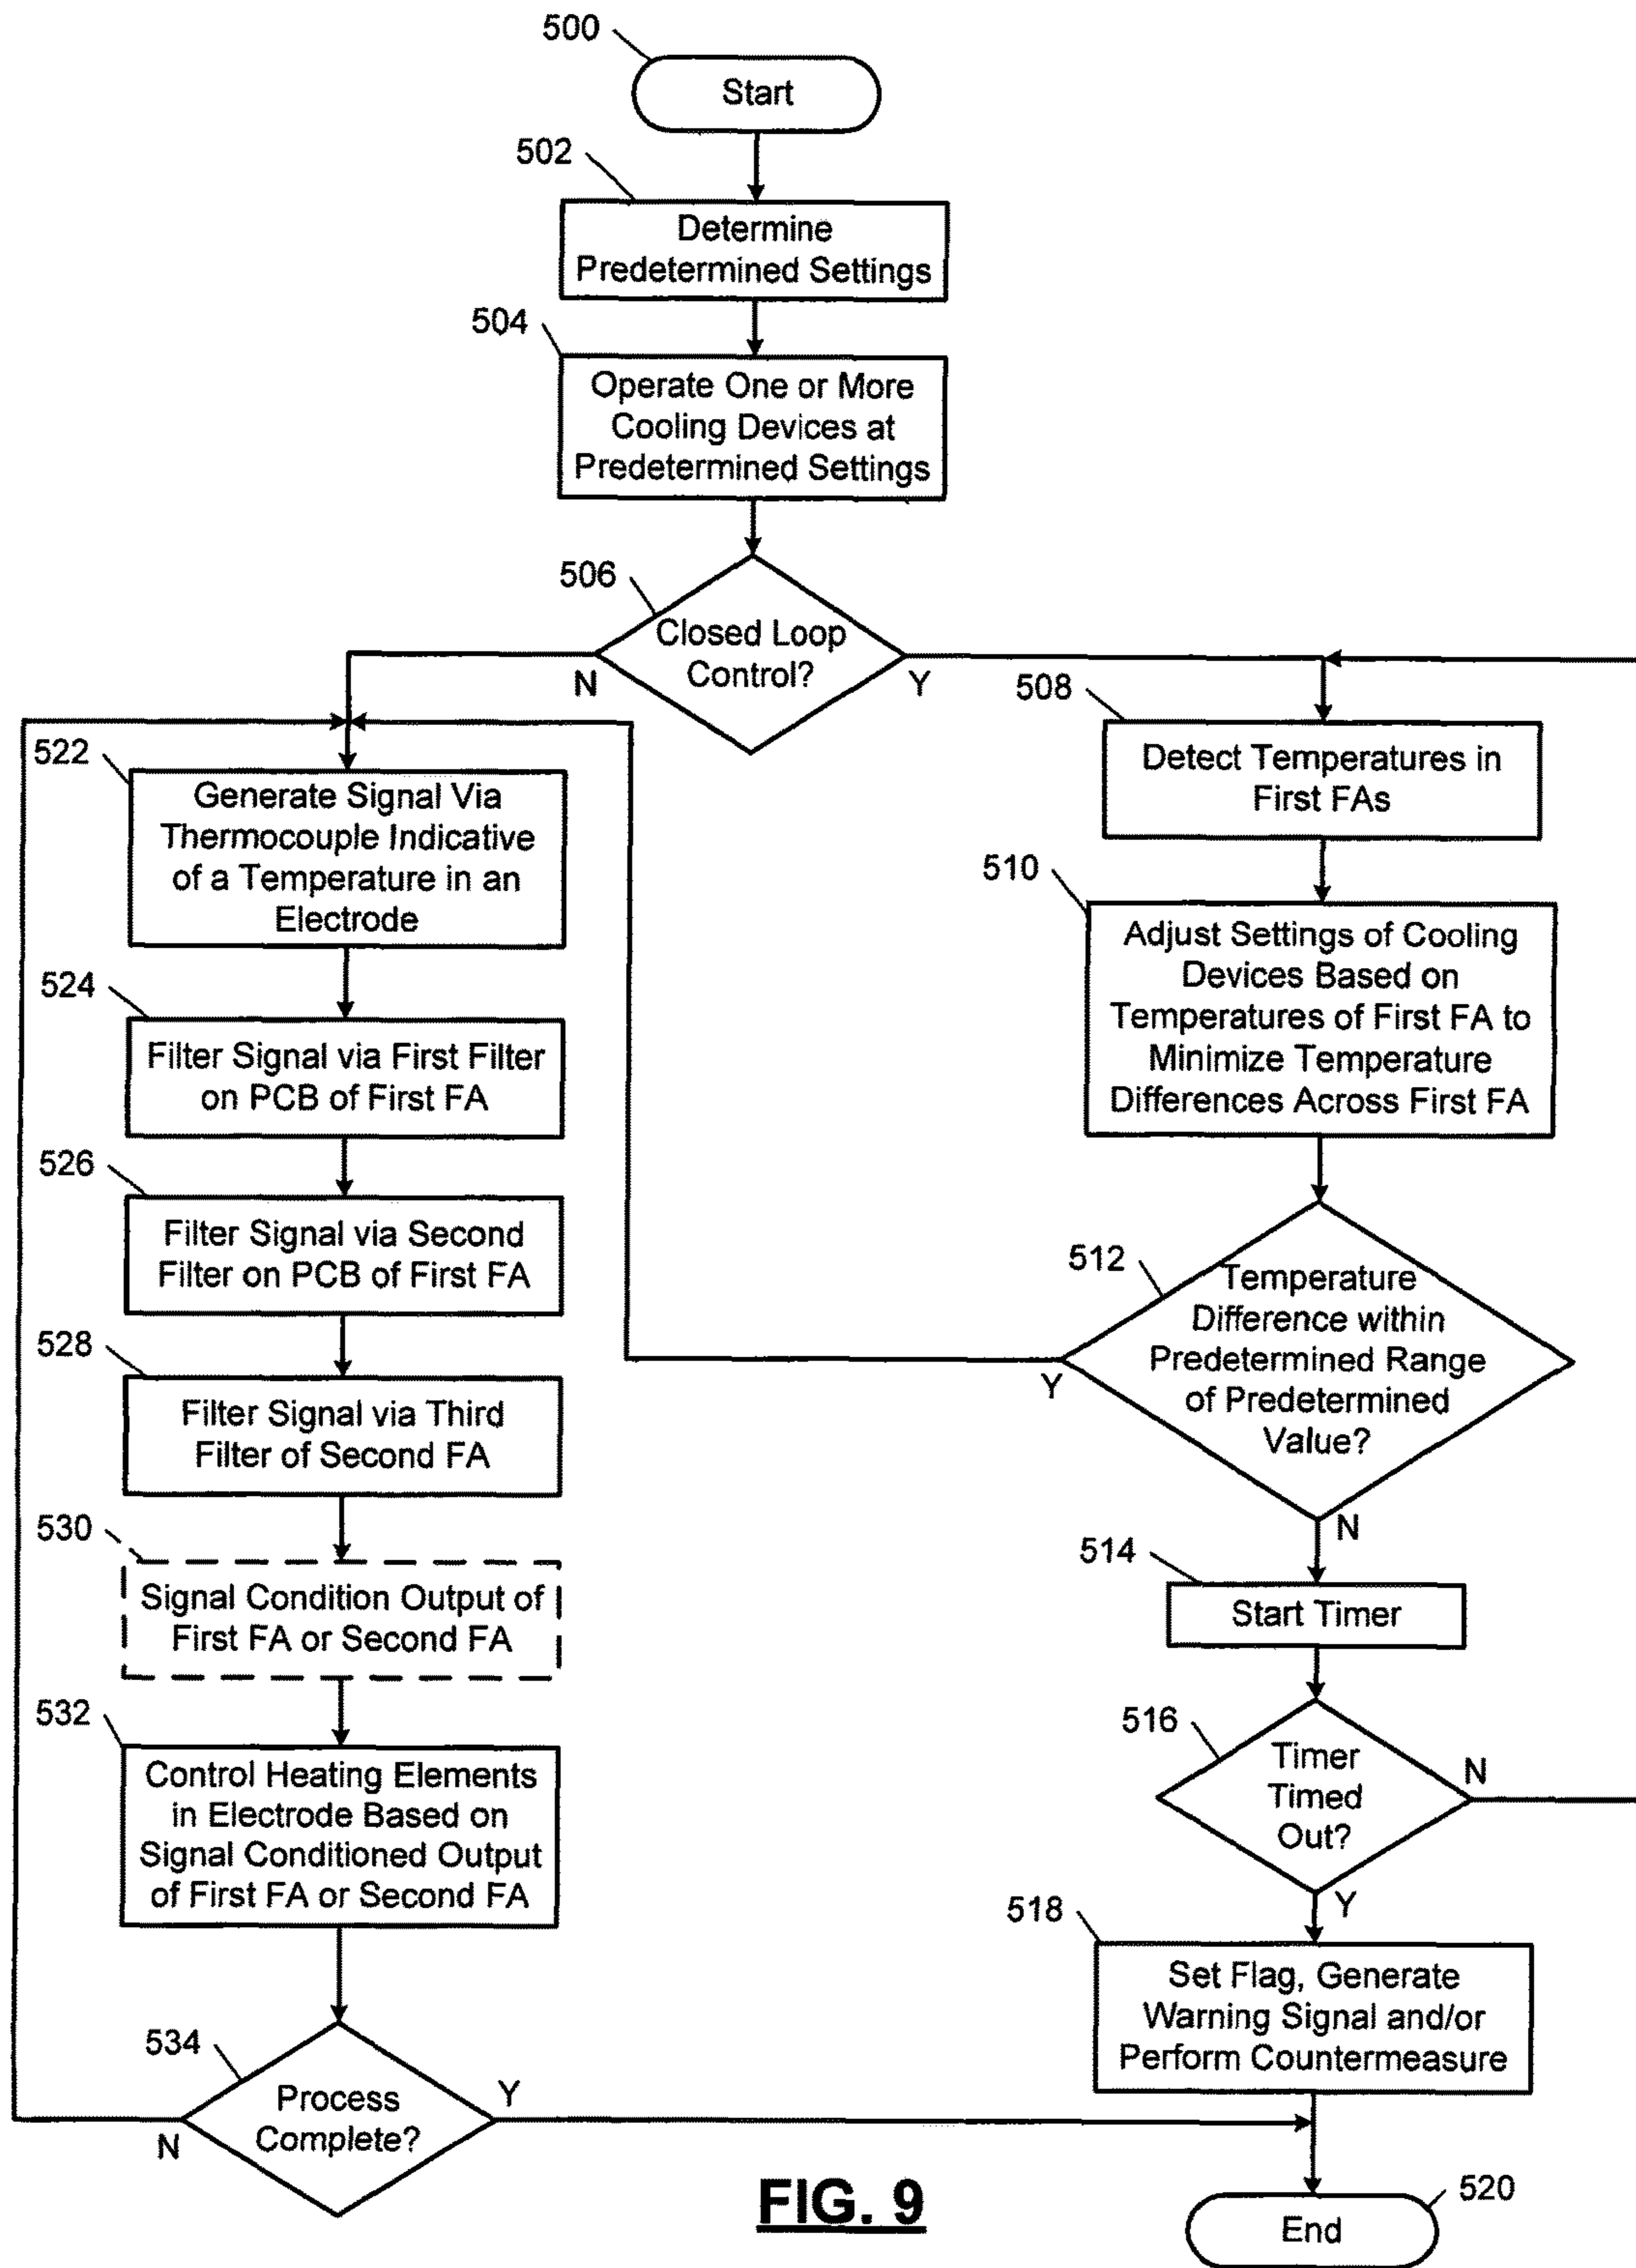 500
Start
502
Determine
Predetermined Settings
504
Operate One or More
Cooling Devices at
Predetermined Settings
506
Closed Loop
Control?
N
Y
508
Detect Temperatures in
First FAs
510
Adjust Settings of Cooling
Devices Based on
Temperatures of First FA to
Minimize Temperature
Differences Across First FA
512
Temperature
Difference within
Predetermined Range
of Predetermined
Value?
Y
N
514
Start Timer
516
Timer
Timed
Out?
N
Y
518
Set Flag, Generate
Warning Signal and/or
Perform Countermeasure
520
End
522
Generate Signal Via
Thermocouple Indicative
of a Temperature in an
Electrode
524
Filter Signal via First Filter
on PCB of First FA
526
Filter Signal via Second
Filter on PCB of First FA
528
Filter Signal via Third
Filter of Second FA
530
Signal Condition Output of
First FA or Second FA
532
Control Heating Elements
in Electrode Based on
Signal Conditioned Output
of First FA or Second FA
534
Process
Complete?
N
Y
FIG. 9